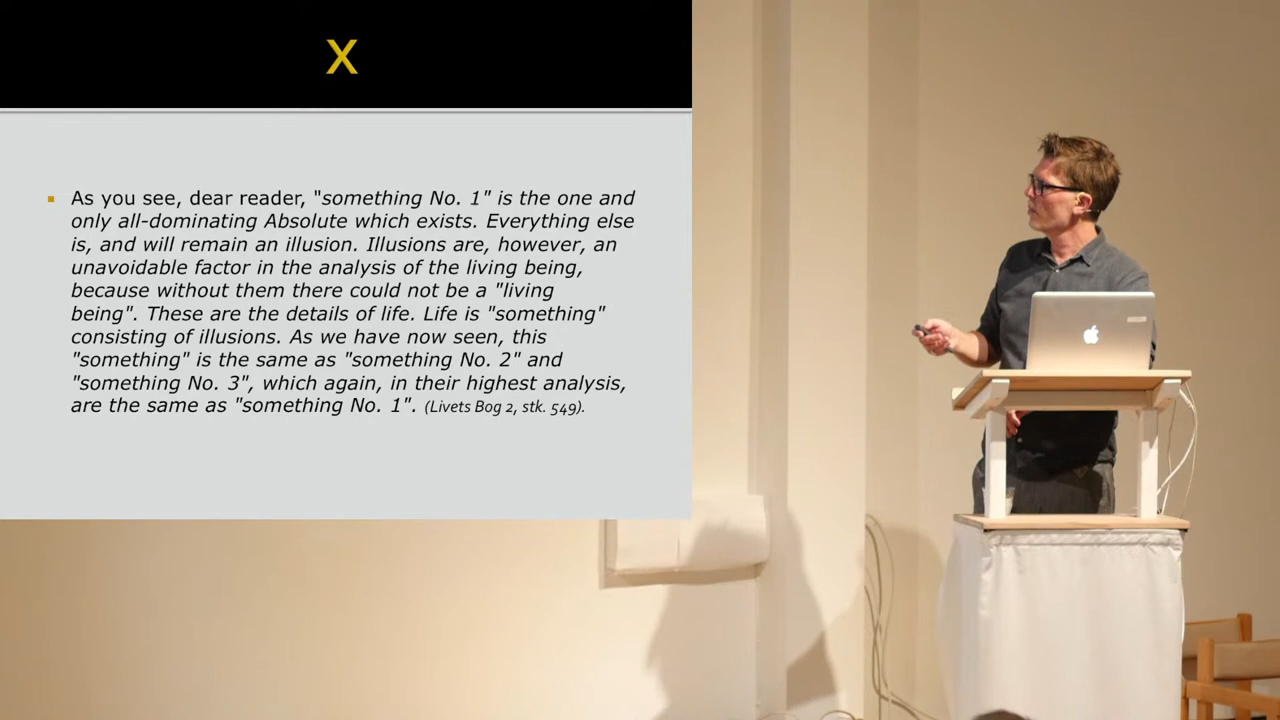 X
As you see, dear reader, "something No. 1" is the one and
only all-dominating Absolute which exists. Everything else
is, and will remain an illusion. Illusions are, however, an
unavoidable factor in the analysis of the living being,
because without them there could not be a "living
being". These are the details of life. Life is "something"
consisting of illusions. As we have now seen, this
"something" is the same as "something No. 2" and
"something No. 3", which again, in their highest analysis,
are the same as "something No. 1". (Livets Bog 2, stk. 549).